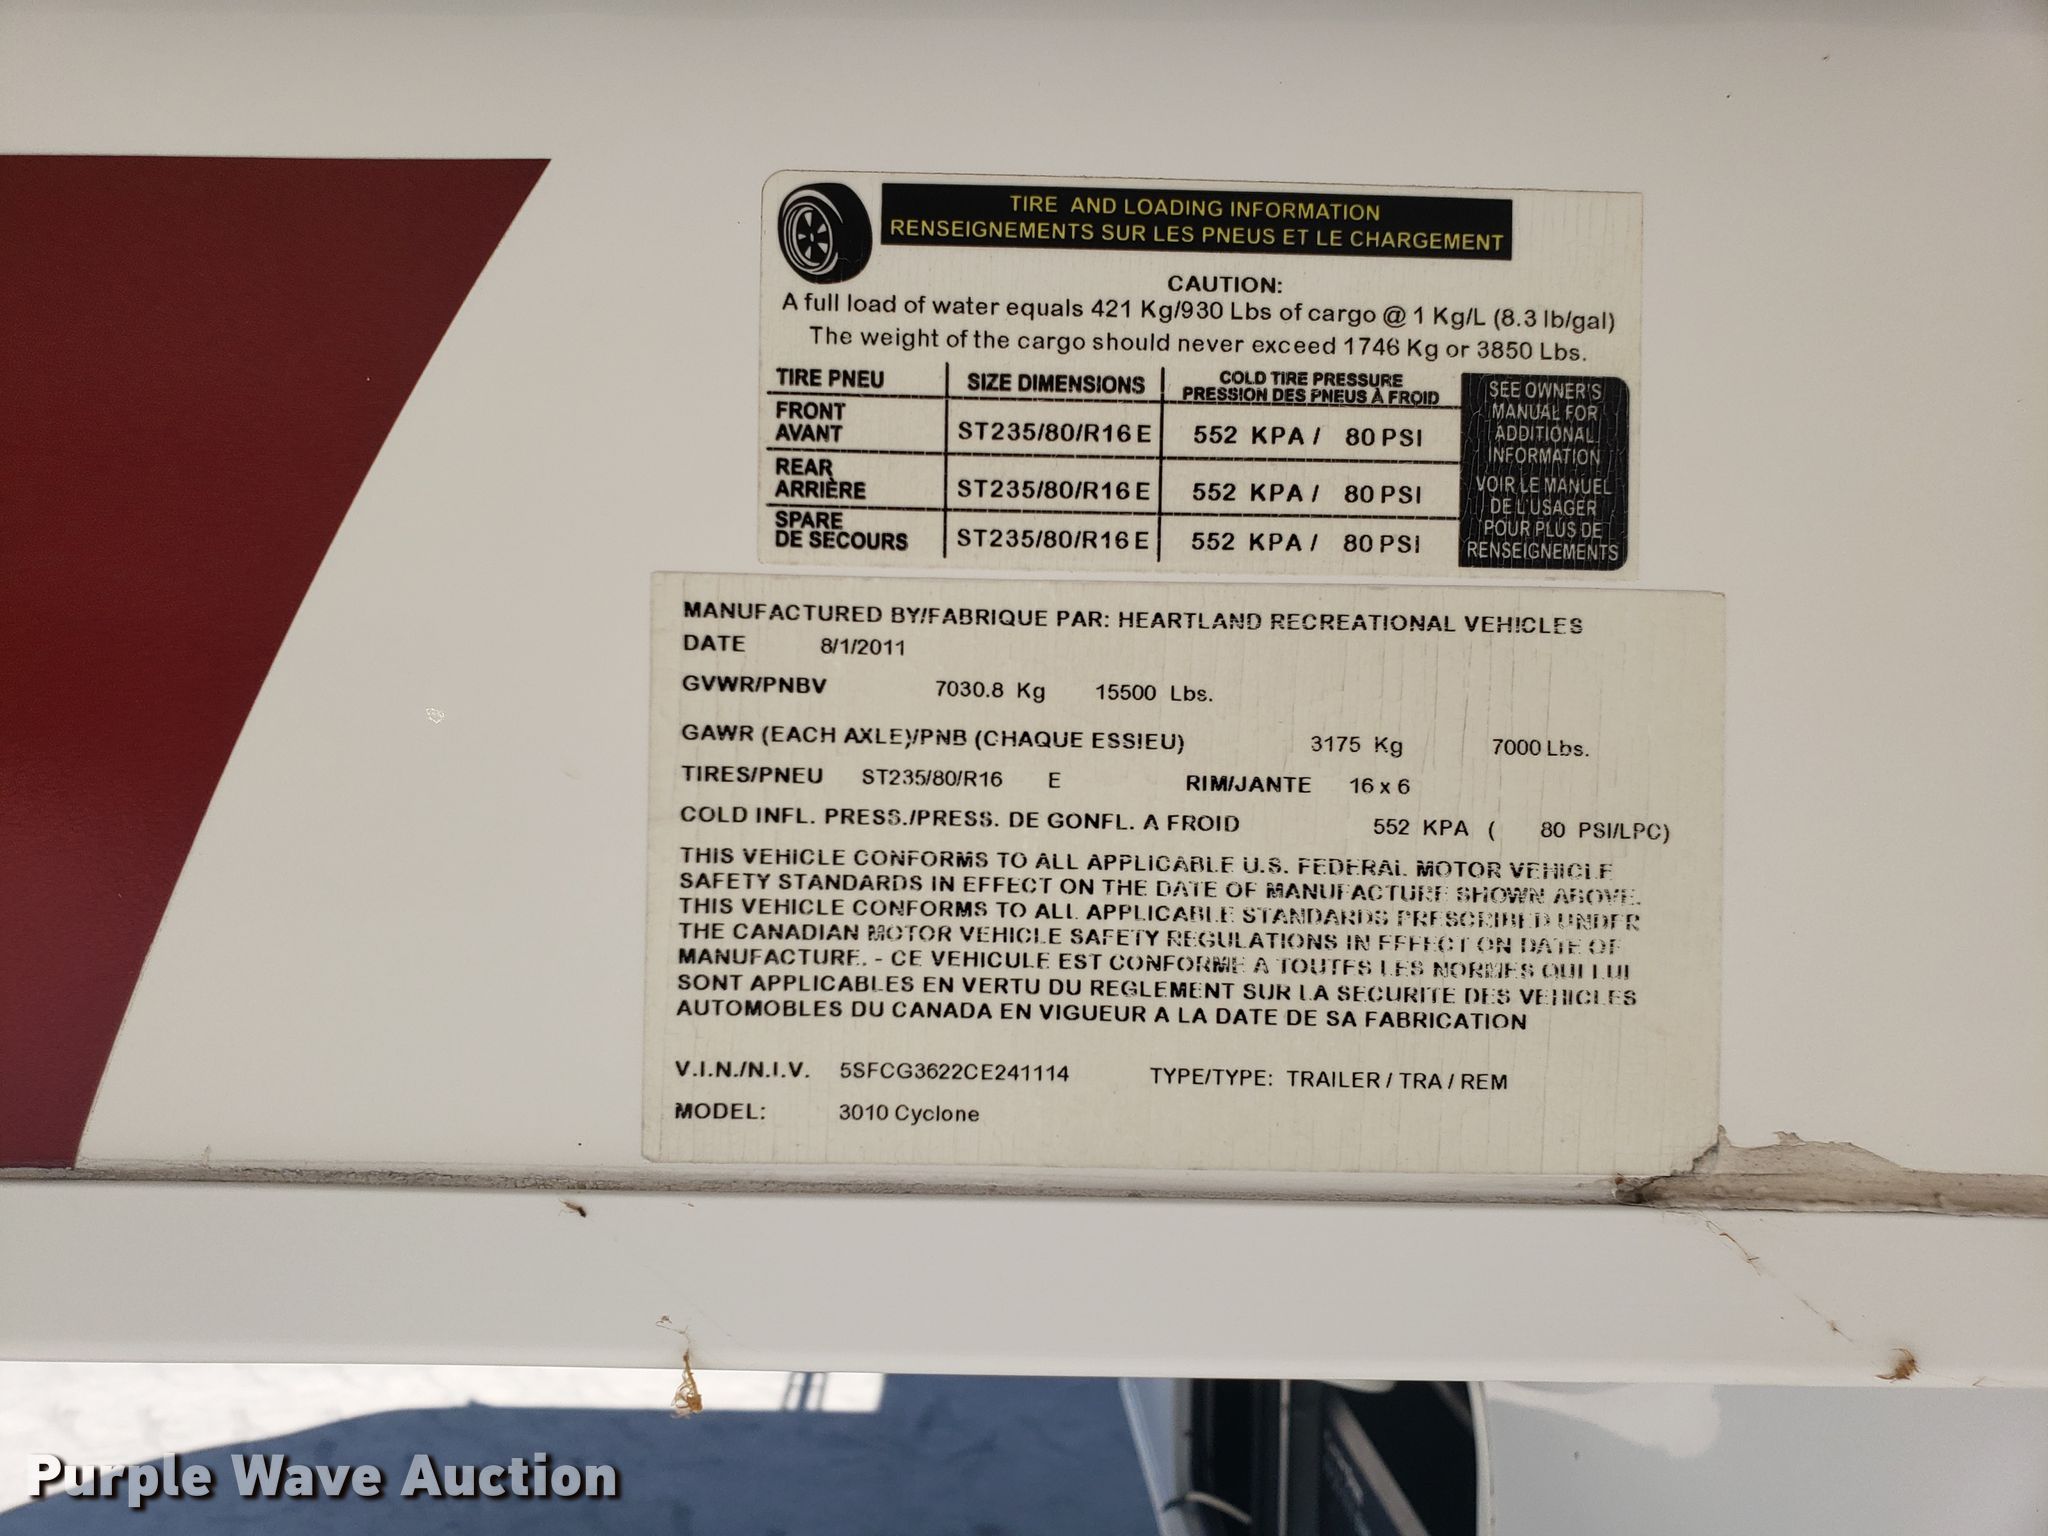 TIRE AND LOADING INFORMATION
RENSEIGNEMENTS SUR LES PNEUS ET LE CHARGEMENT
CAUTION:
A full load of water equals 421 Kg/930 Lbs of cargo @ 1 Kg/L (8.3 lb/gal)
The weight of the cargo should never exceed 1746 Kg or 3850 Lbs.
TIRE PNEU SIZE DIMENSIONS COLD TIRE PRESSURE
PRESSION DES PNEUS À FROID
FRONT
AVANT ST235/80/R16 E 552 KPA / 80 PSI
REAR
ARRIÈRE ST235/80/R16 E 552 KPA / 80 PSI
SPARE
DE SECOURS ST235/80/R16 E 552 KPA / 80 PSI
SEE OWNER'S
MANUAL FOR
ADDITIONAL
INFORMATION
VOIR LE MANUEL
DE L'USAGER
POUR PLUS DE
RENSEIGNEMENTS
MANUFACTURED BY/FABRIQUE PAR: HEARTLAND RECREATIONAL VEHICLES
DATE 8/1/2011
GVWR/PNBV 7030.8 Kg 15500 Lbs.
GAWR (EACH AXLE)/PNB (CHAQUE ESSIEU) 3175 Kg 7000 Lbs.
TIRES/PNEU ST235/80/R16 E RIM/JANTE 16 x 6
COLD INFL. PRESS./PRESS. DE GONFL. A FROID 552 KPA ( 80 PSI/LPC)
THIS VEHICLE CONFORMS TO ALL APPLICABLE U.S. FEDERAL MOTOR VEHICLE
SAFETY STANDARDS IN EFFECT ON THE DATE OF MANUFACTURE SHOWN ABOVE.
THIS VEHICLE CONFORMS TO ALL APPLICABLE STANDARDS PRESCRIBED UNDER
THE CANADIAN MOTOR VEHICLE SAFETY REGULATIONS IN EFFECT ON DATE OF
MANUFACTURE. - CE VEHICULE EST CONFORME A TOUTES LES NORMES QUI LUI
SONT APPLICABLES EN VERTU DU REGLEMENT SUR LA SECURITE DES VEHICLES
AUTOMOBLES DU CANADA EN VIGUEUR A LA DATE DE SA FABRICATION
V.I.N./N.I.V. 5SFCG3622CE241114 TYPE/TYPE: TRAILER / TRA / REM
MODEL: 3010 Cyclone
Purple Wave Auction